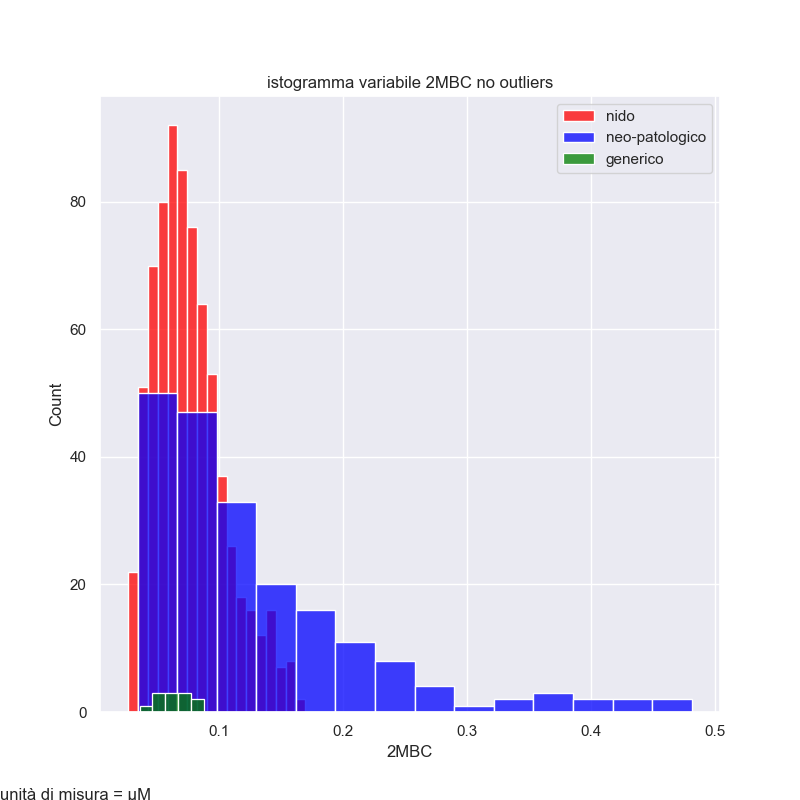 istogramma variabile 2MBC no outliers
nido
neo-patologico
generico
Count
80
60
40
20
0
0.1 0.2 0.3 0.4 0.5
2MBC
unità di misura = μM